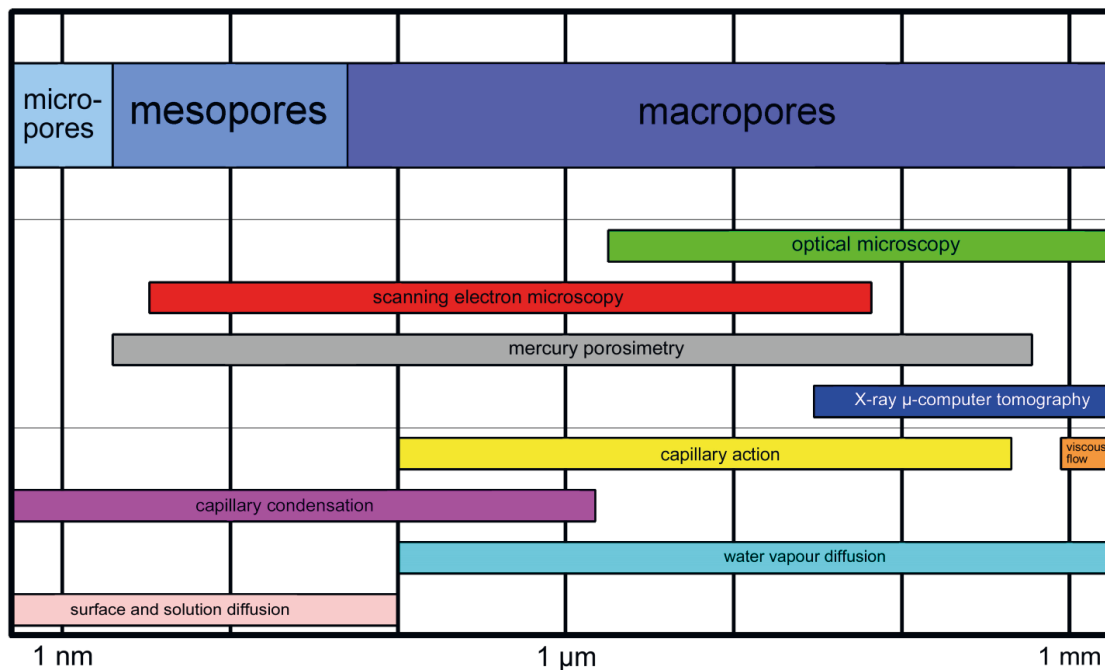 micro-
pores
mesopores
macropores
optical microscopy
scanning electron microscopy
mercury porosimetry
X-ray µ-computer tomography
capillary action
viscous
flow
capillary condensation
water vapour diffusion
surface and solution diffusion
1 nm
1 µm
1 mm